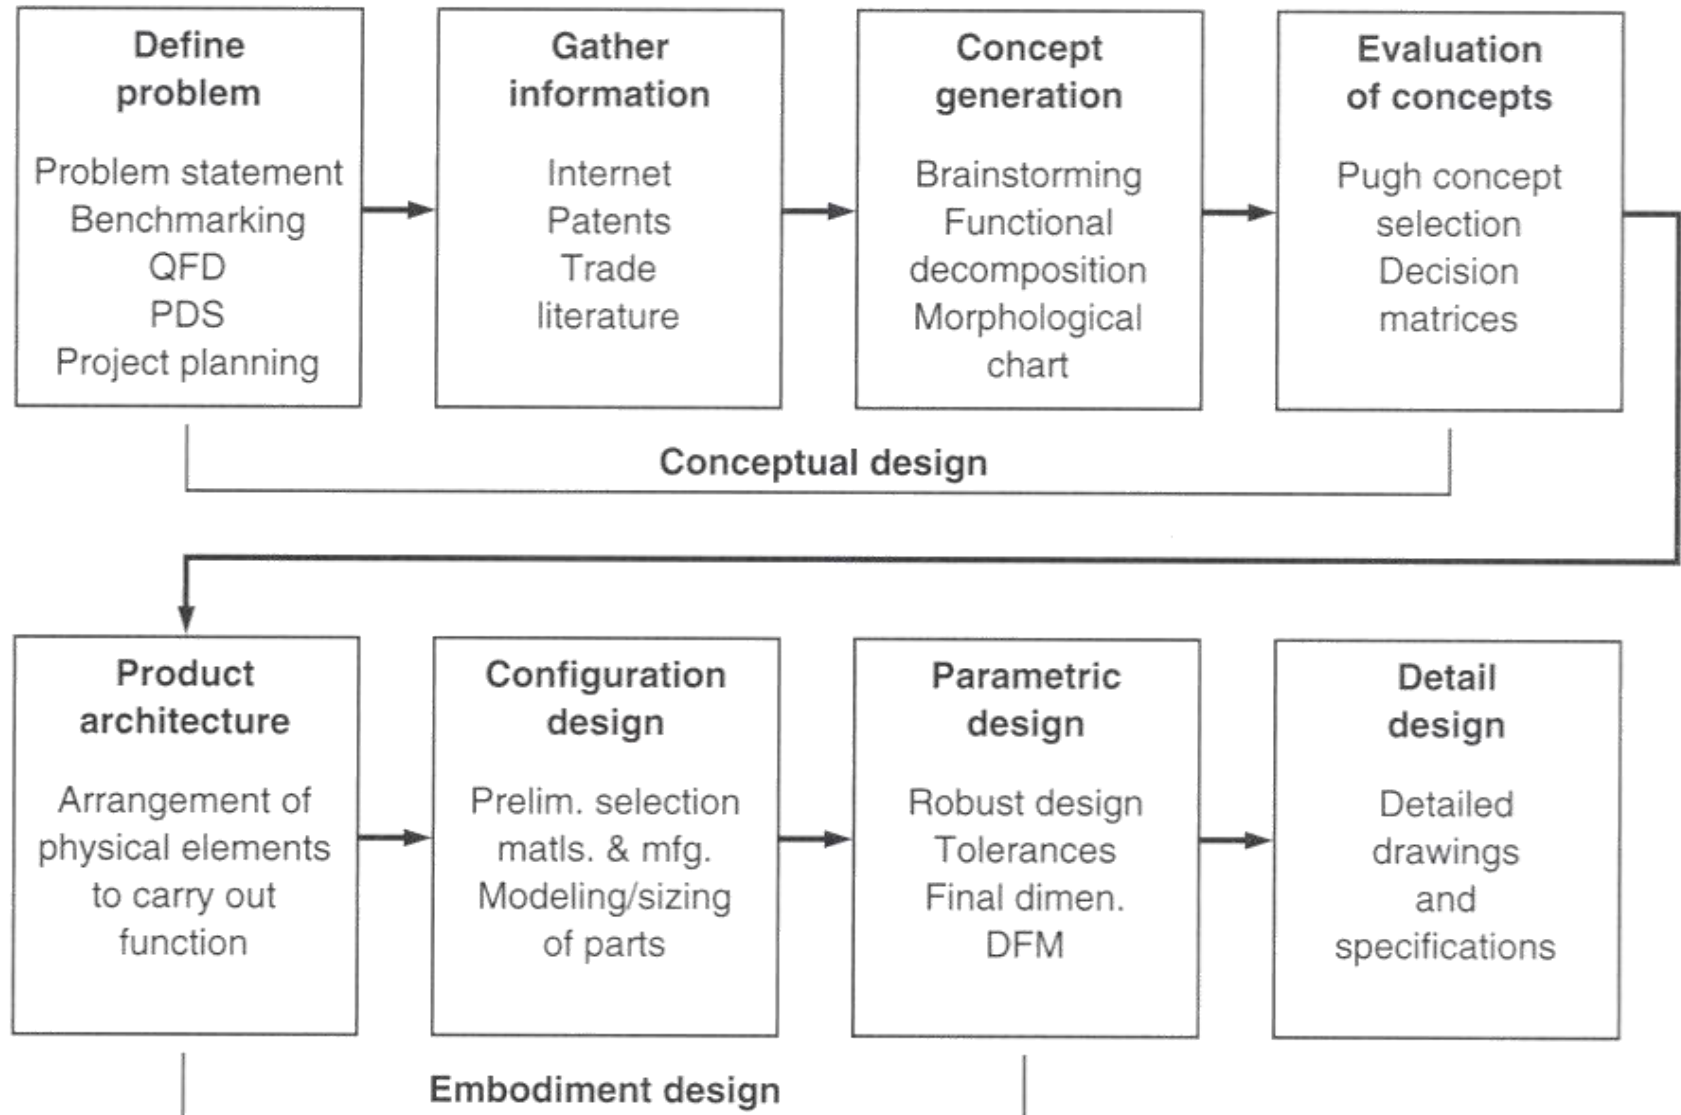 Define
problem
Problem statement
Benchmarking
QFD
PDS
Project planning
Gather
information
Internet
Patents
Trade
literature
Concept
generation
Brainstorming
Functional
decomposition
Morphological
chart
Evaluation
of concepts
Pugh concept
selection
Decision
matrices
Conceptual design
Product
architecture
Arrangement of
physical elements
to carry out
function
Configuration
design
Prelim. selection
matls. & mfg.
Modeling/sizing
of parts
Parametric
design
Robust design
Tolerances
Final dimen.
DFM
Detail
design
Detailed
drawings
and
specifications
Embodiment design